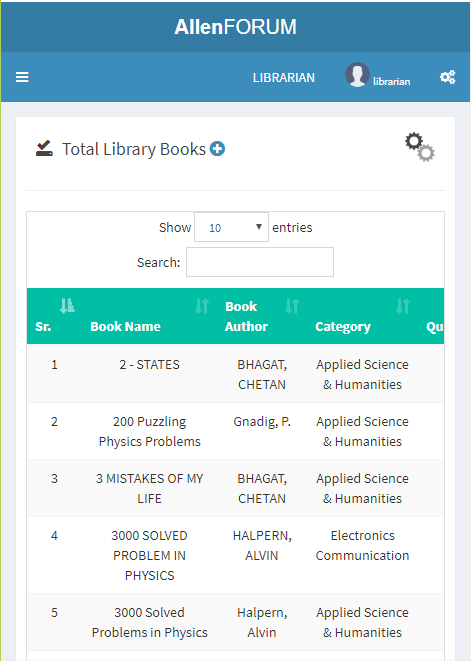 AllenFORUM
LIBRARIAN librarian
Total Library Books
Show 10 entries
Search:
Sr. Book Name Book Author Category Qu
1 2 - STATES BHAGAT, Applied Science
CHETAN & Humanities
2 200 Puzzling Gnadig, P. Applied Science
Physics Problems & Humanities
3 3 MISTAKES OF MY BHAGAT, Applied Science
LIFE CHETAN & Humanities
4 3000 SOLVED HALPERN, Electronics
PROBLEM IN ALVIN Communication
PHYSICS
5 3000 Solved Halpern, Applied Science
Problems in Physics Alvin & Humanities